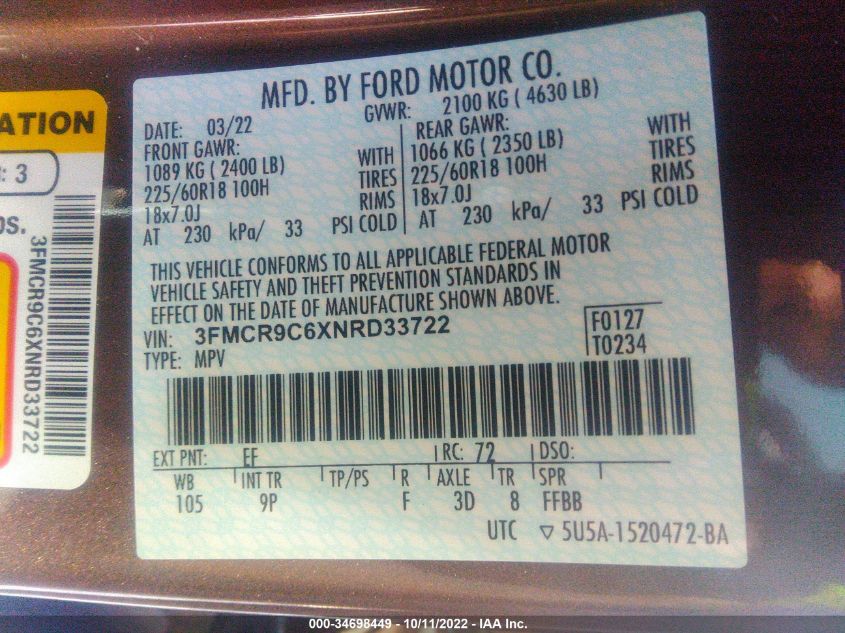 ATION
: 3
OS.
3FMCR9C6XNRD33722
MFD. BY FORD MOTOR CO.
DATE: 03/22 GVWR: 2100 KG ( 4630 LB)
FRONT GAWR:
1089 KG ( 2400 LB) WITH
225/60R18 100H TIRES
18x7.0J RIMS
AT 230 kPa/ 33 PSI COLD
REAR GAWR: WITH
1066 KG ( 2350 LB) TIRES
225/60R18 100H RIMS
18x7.0J
AT 230 kPa/ 33 PSI COLD
THIS VEHICLE CONFORMS TO ALL APPLICABLE FEDERAL MOTOR
VEHICLE SAFETY AND THEFT PREVENTION STANDARDS IN
EFFECT ON THE DATE OF MANUFACTURE SHOWN ABOVE.
VIN: 3FMCR9C6XNRD33722
TYPE: MPV
F0127
T0234
EXT PNT: EF RC: 72 DSO:
WB INT TR TP/PS R AXLE TR SPR
105 9P F 3D 8 FFBB
UTC ▽ 5U5A-1520472-BA
000-34698449 - 10/11/2022 - IAA Inc.